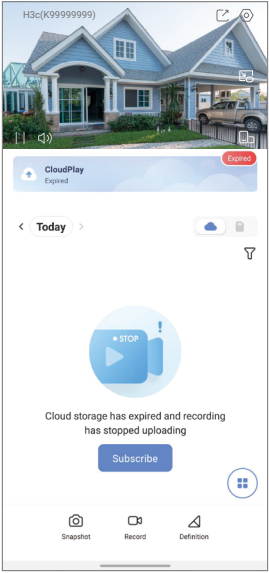 H3c(K99999999)
Expired
CloudPlay
Expired
Today
STOP
Cloud storage has expired and recording
has stopped uploading
Subscribe
Snapshot
Record
Definition